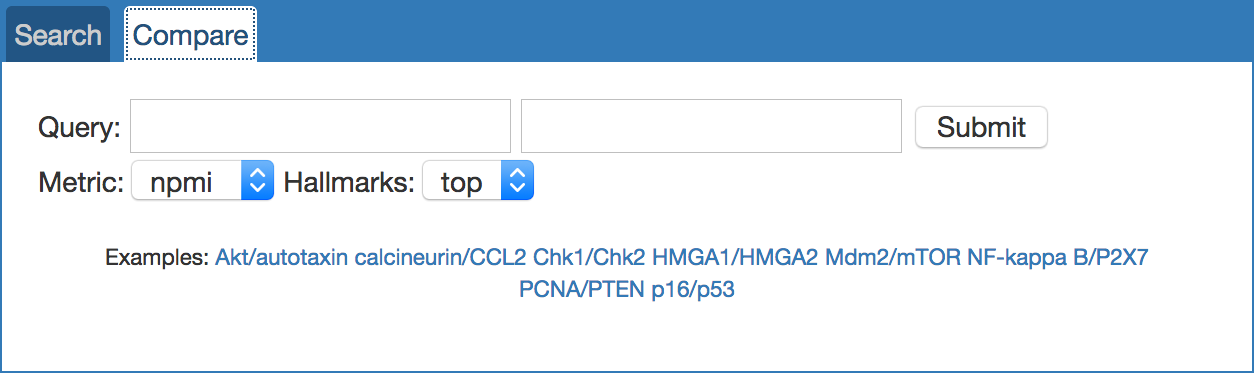 Search Compare
Query: Submit
Metric: npmi Hallmarks: top
Examples: Akt/autotaxin calcineurin/CCL2 Chk1/Chk2 HMGA1/HMGA2 Mdm2/mTOR NF-kappa B/P2X7
PCNA/PTEN p16/p53